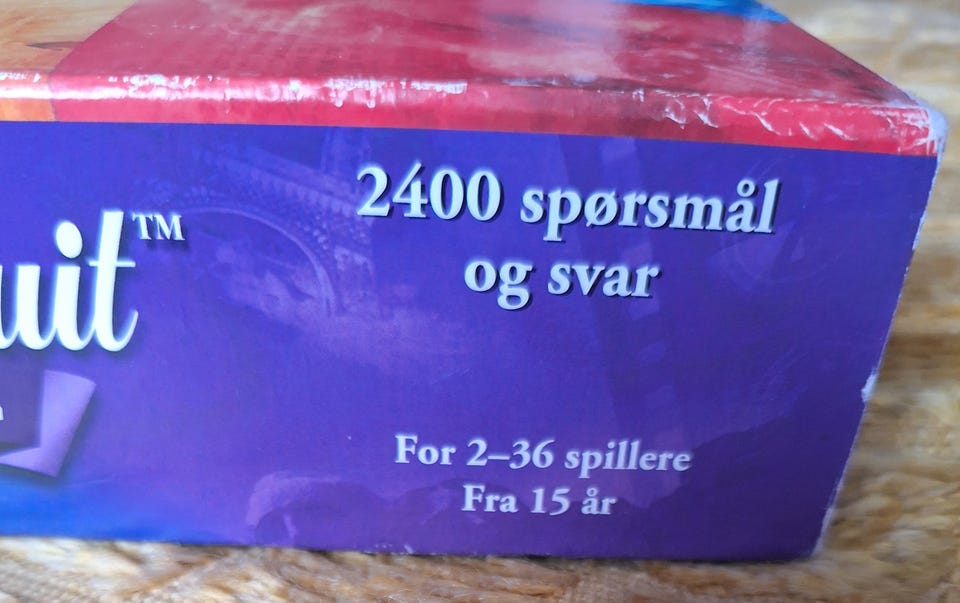 2400 spørsmål
og svar
uit™
For 2–36 spillere
Fra 15 år